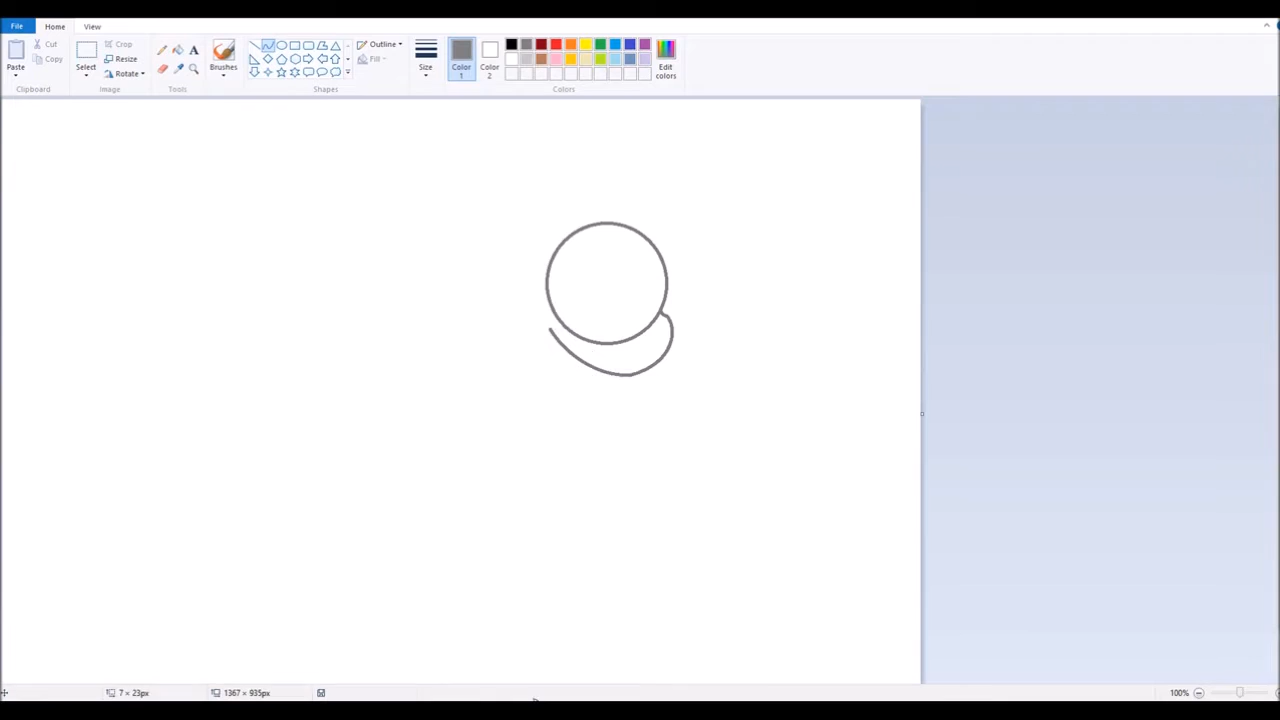 File Home View
Cut
Copy
Paste
Clipboard
Select
Crop
Resize
Rotate
Image
Tools
Brushes
Shapes
Outline
Fill
Size
Color 1
Color 2
Edit colors
Colors
7 × 23px
1367 × 935px
100%